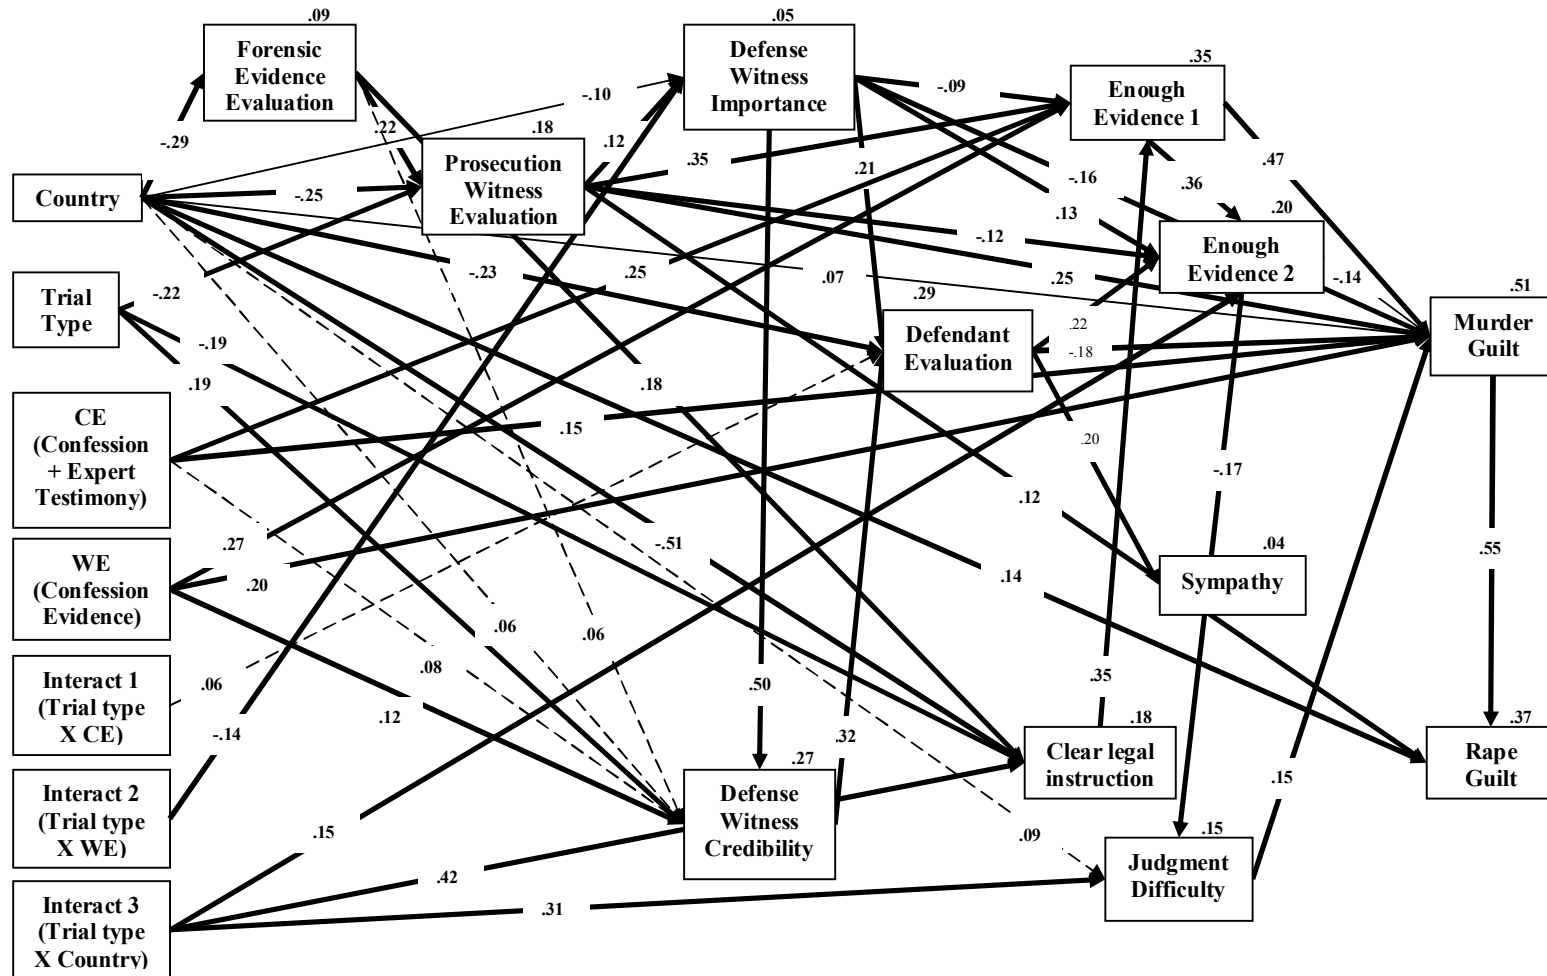 .09
.05
.35
Forensic
Evidence
Evaluation
Defense
Witness
Importance
Enough
Evidence 1
-.10
-.09
-.29
.22
.18
.12
.35
.21
.47
Prosecution
Witness
Evaluation
Country
-.25
-.16
.36
.13
.20
-.12
Enough
Evidence 2
-.23
.25
.07
.25
-.14
Trial
Type
-.22
.29
.51
-.19
Defendant
Evaluation
.22
-.18
Murder
Guilt
.19
.18
CE
(Confession
+ Expert
Testimony)
.15
.20
-.17
.12
WE
(Confession
Evidence)
.27
.20
-.51
.14
.04
.55
Sympathy
.06
.06
.08
Interact 1
(Trial type
X CE)
.06
.50
.35
.12
-.14
.32
.18
.37
Clear legal
instruction
Rape
Guilt
Interact 2
(Trial type
X WE)
.27
Defense
Witness
Credibility
.15
.15
.09
.15
Judgment
Difficulty
.42
.31
Interact 3
(Trial type
X Country)